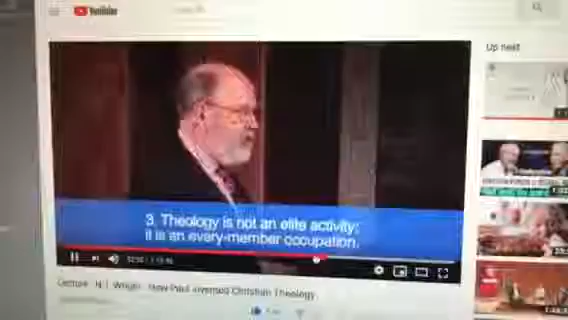 YouTube
Up next
3. Theology is not an elite activity;
it is an every-member occupation.
Lecture N.T. Wright How Paul Invented Christian Theology